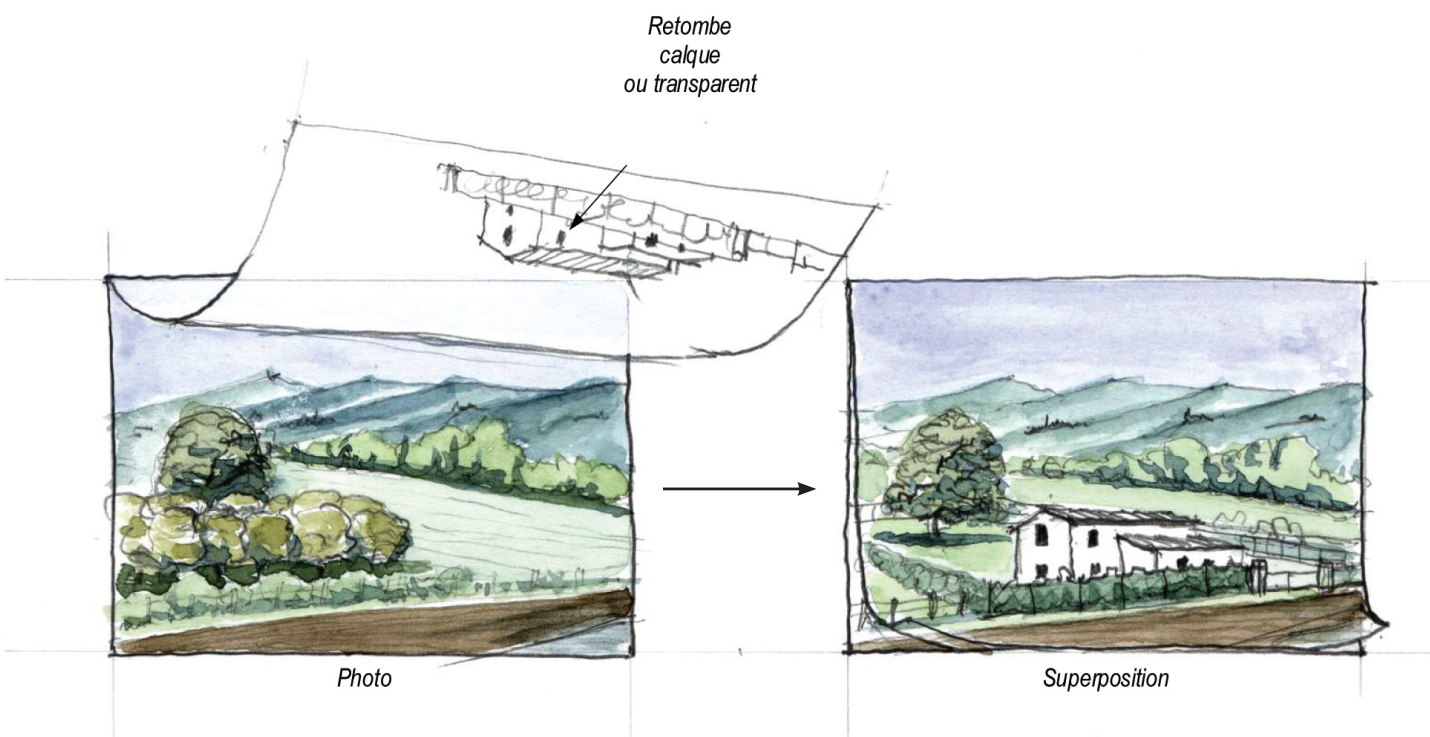 Retombe
calque
ou transparent
Photo
Superposition